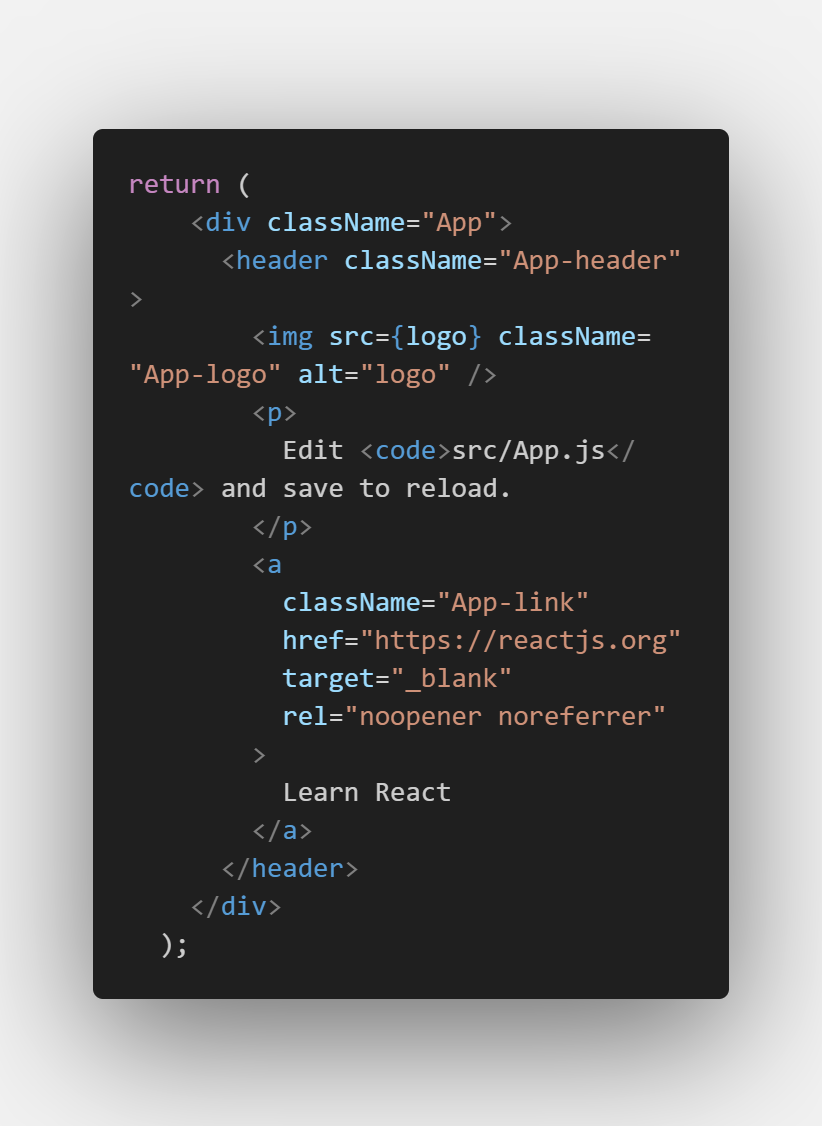 return (
    <div className="App">
      <header className="App-header"
>
        <img src={logo} className=
"App-logo" alt="logo" />
        <p>
          Edit <code>src/App.js</
code> and save to reload.
        </p>
        <a
          className="App-link"
          href="https://reactjs.org"
          target="_blank"
          rel="noopener noreferrer"
        >
          Learn React
        </a>
      </header>
    </div>
  );